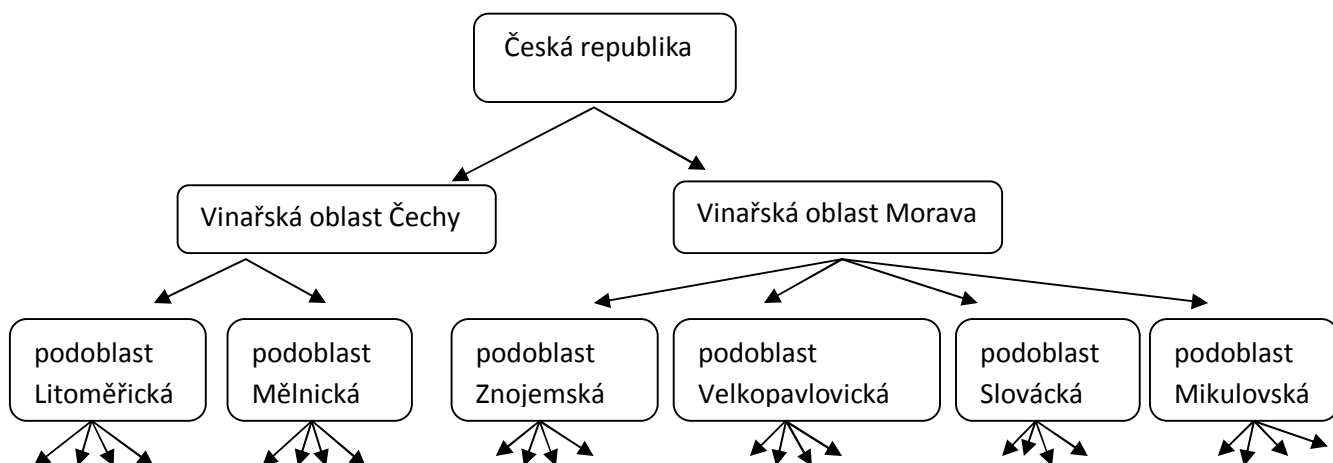 Česká republika
Vinařská oblast Čechy
Vinařská oblast Morava
podoblast
Litoměřická
podoblast
Mělnická
podoblast
Znojemská
podoblast
Velkopavlovická
podoblast
Slovácká
podoblast
Mikulovská